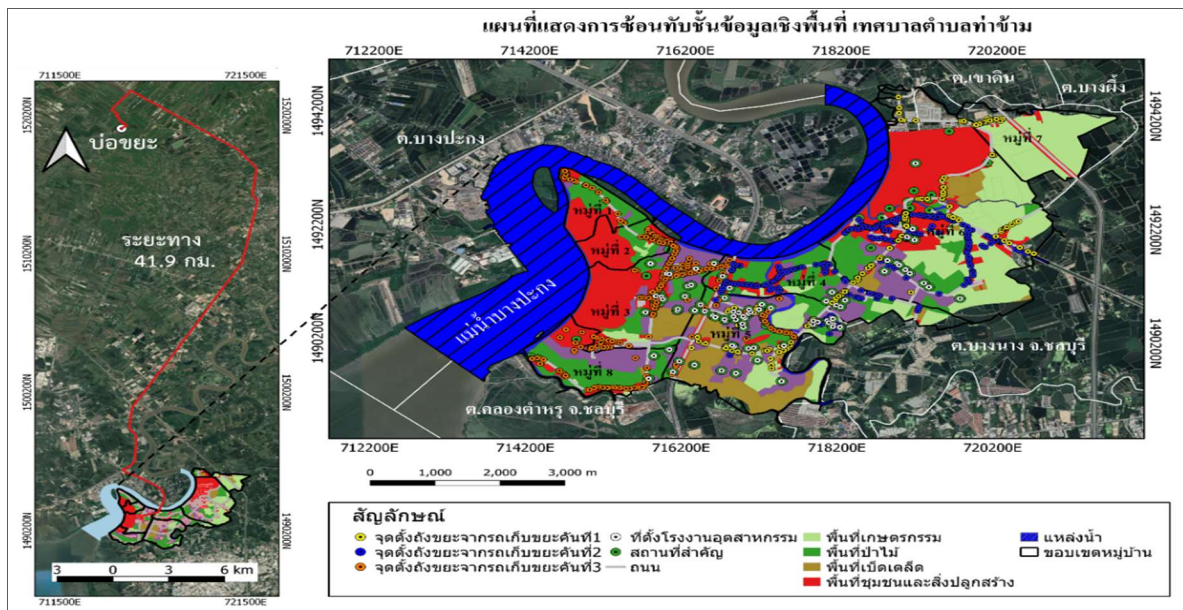 แผนที่แสดงการซ้อนทับชั้นข้อมูลเชิงพื้นที่ เทศบาลตำบลท่าข้าม
711500E 721500E
1520200N 1520200N
บ่อขยะ
ระยะทาง
41.9 กม.
1510200N 1510200N
1500200N 1500200N
1490200N 1490200N
3 0 3 6 km
711500E 721500E
712200E 714200E 716200E 718200E 720200E
1494200N 1494200N
ต.เขาดิน
ต.บางผึ้ง
ต.บางปะกง
หมู่ที่ 7
1492200N 1492200N
หมู่ที่ 1
หมู่ที่ 2
หมู่ที่ 4
หมู่ที่ 3
แม่น้ำบางปะกง
1490200N 1490200N
หมู่ที่ 8
ต.บางนาง จ.ชลบุรี
ต.คลองตำหรุ จ.ชลบุรี
712200E 714200E 716200E 718200E 720200E
0 1,000 2,000 3,000 m
สัญลักษณ์
จุดตั้งถังขยะจากรถเก็บขยะคันที่1 ที่ตั้งโรงงานอุตสาหกรรม พื้นที่เกษตรกรรม แหล่งน้ำ
จุดตั้งถังขยะจากรถเก็บขยะคันที่2 สถานที่สำคัญ พื้นที่ป่าไม้ ขอบเขตหมู่บ้าน
จุดตั้งถังขยะจากรถเก็บขยะคันที่3 ถนน พื้นที่เบ็ดเตล็ด
พื้นที่ชุมชนและสิ่งปลูกสร้าง